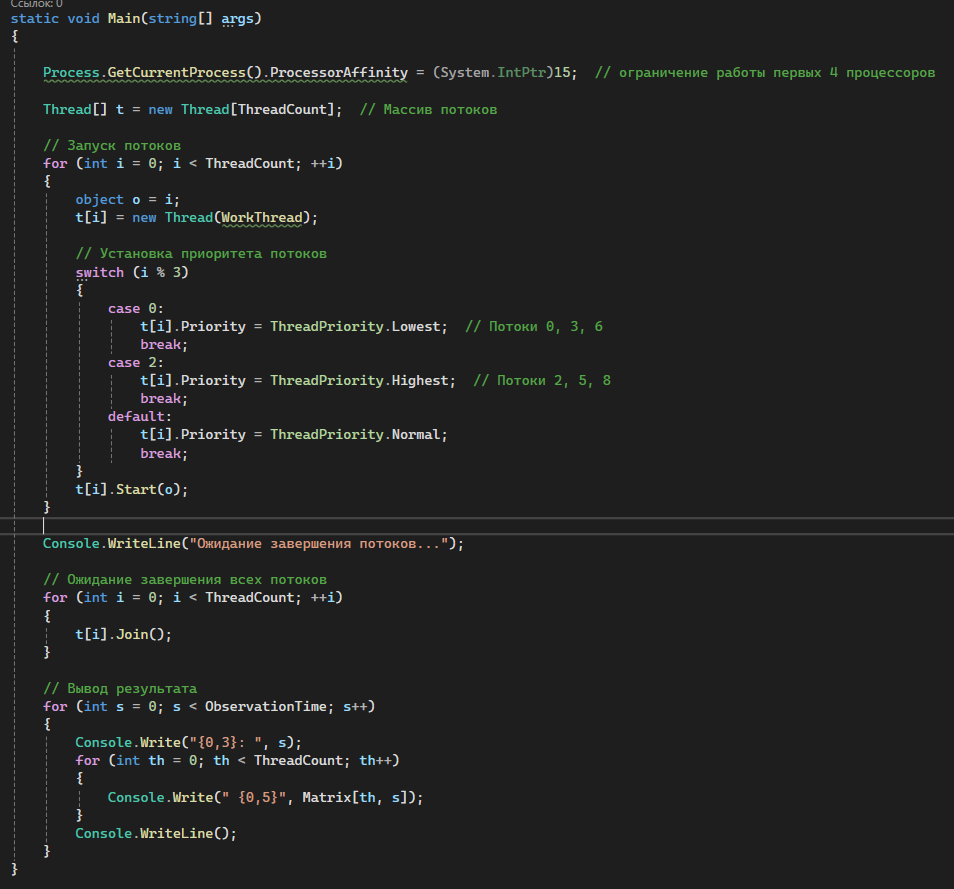 Ссылок: 0
static void Main(string[] args)
{
Process.GetCurrentProcess().ProcessorAffinity = (System.IntPtr)15;  // ограничение работы первых 4 процессоров
Thread[] t = new Thread[ThreadCount];  // Массив потоков
// Запуск потоков
for (int i = 0; i < ThreadCount; ++i)
{
object o = i;
t[i] = new Thread(WorkThread);
// Установка приоритета потоков
switch (i % 3)
{
case 0:
t[i].Priority = ThreadPriority.Lowest;  // Потоки 0, 3, 6
break;
case 2:
t[i].Priority = ThreadPriority.Highest;  // Потоки 2, 5, 8
break;
default:
t[i].Priority = ThreadPriority.Normal;
break;
}
t[i].Start(o);
}
Console.WriteLine("Ожидание завершения потоков...");
// Ожидание завершения всех потоков
for (int i = 0; i < ThreadCount; ++i)
{
t[i].Join();
}
// Вывод результата
for (int s = 0; s < ObservationTime; s++)
{
Console.Write("{0,3}: ", s);
for (int th = 0; th < ThreadCount; th++)
{
Console.Write(" {0,5}", Matrix[th, s]);
}
Console.WriteLine();
}
}